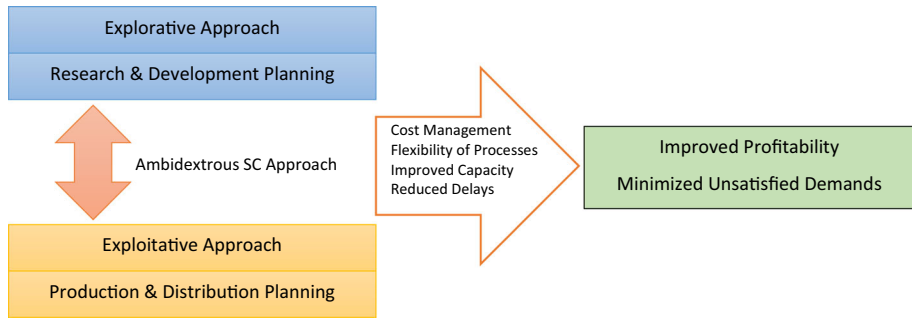 Explorative Approach
Research & Development Planning
Ambidextrous SC Approach
Exploitative Approach
Production & Distribution Planning
Cost Management
Flexibility of Processes
Improved Capacity
Reduced Delays
Improved Profitability
Minimized Unsatisfied Demands